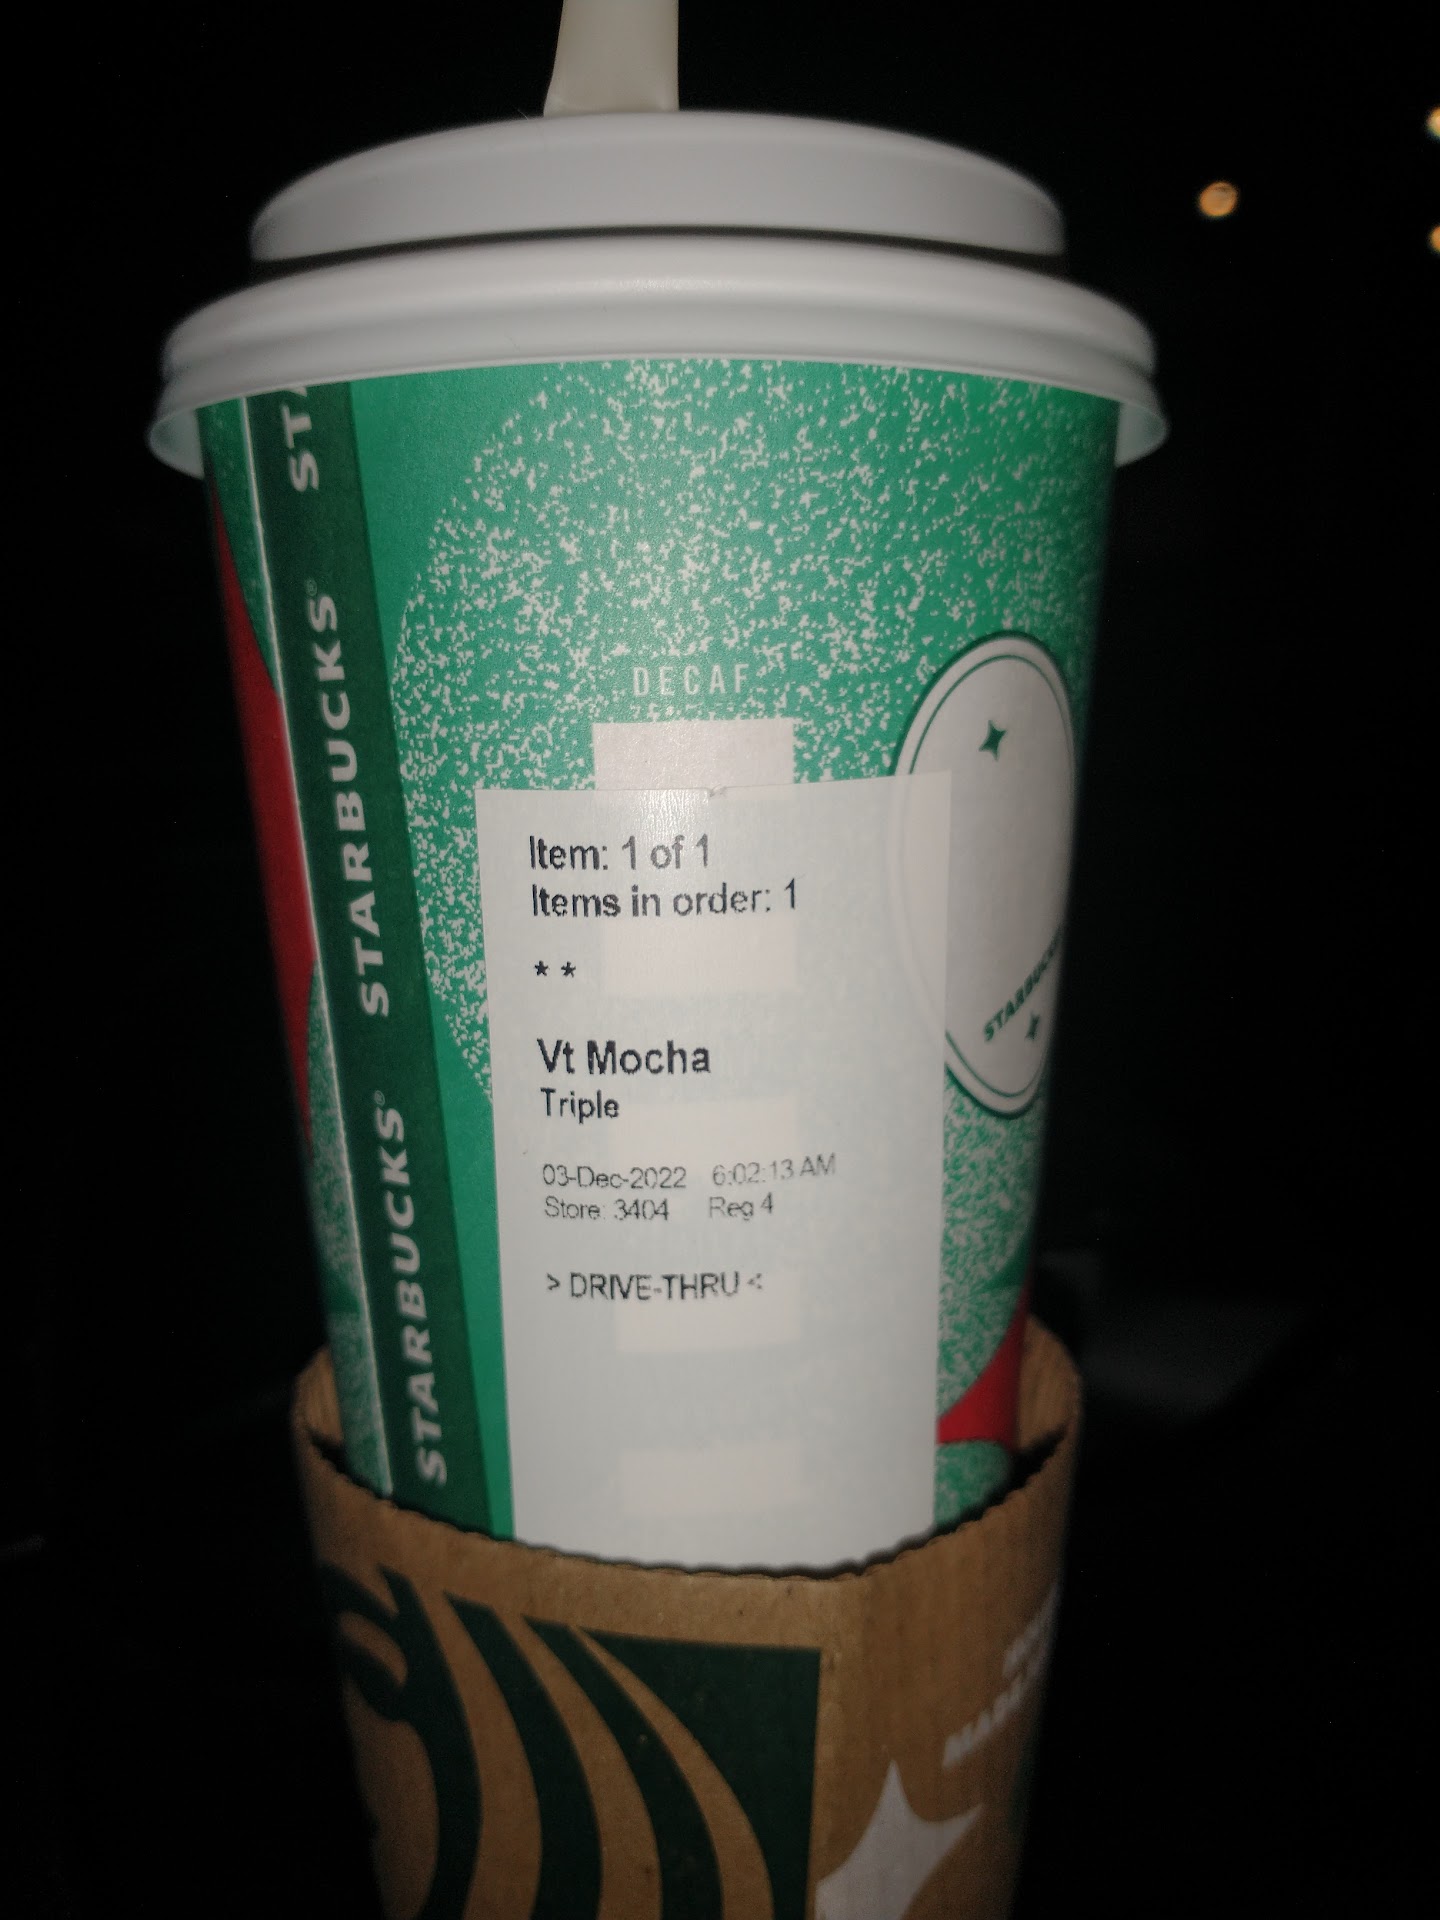 STARBUCKS®
STARBUCKS®
DECAF
Item: 1 of 1
Items in order: 1
* *
Vt Mocha
Triple
03-Dec-2022 6:02:13 AM
Store: 3404 Reg 4
> DRIVE-THRU <
STARBUCKS